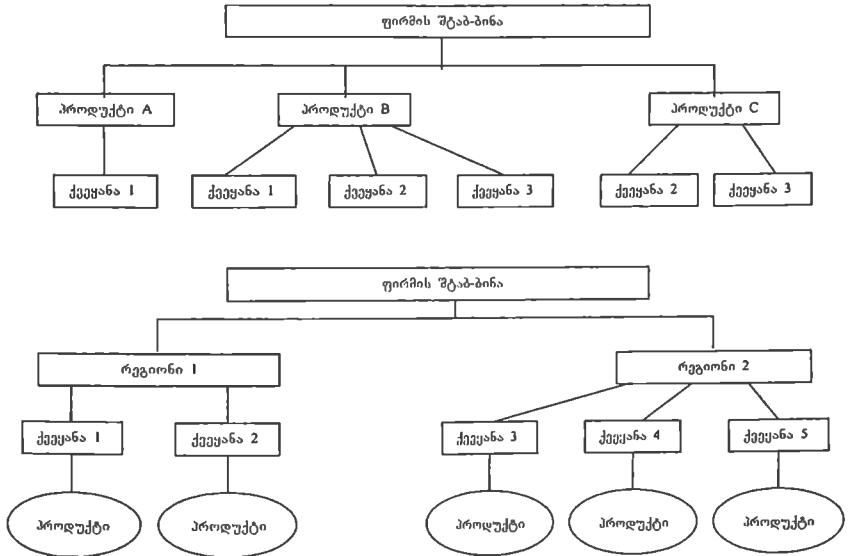 ფირმის შტაბ-ბინა
პროდუქტი A
პროდუქტი B
პროდუქტი C
ქვეყანა 1
ქვეყანა 1
ქვეყანა 2
ქვეყანა 3
ქვეყანა 2
ქვეყანა 3
ფირმის შტაბ-ბინა
რეგიონი 1
რეგიონი 2
ქვეყანა 1
ქვეყანა 2
ქვეყანა 3
ქვეყანა 4
ქვეყანა 5
პროდუქტი
პროდუქტი
პროდუქტი
პროდუქტი
პროდუქტი